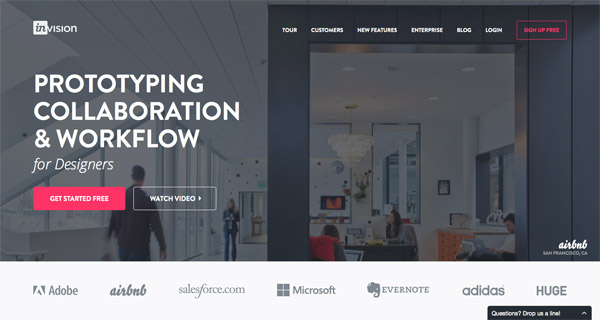 invision
TOUR CUSTOMERS NEW FEATURES ENTERPRISE BLOG LOGIN SIGN UP FREE
PROTOTYPING
COLLABORATION
& WORKFLOW
for Designers
GET STARTED FREE WATCH VIDEO
airbnb
SAN FRANCISCO, CA
Adobe airbnb salesforce.com Microsoft EVERNOTE adidas HUGE
Questions? Drop us a line!